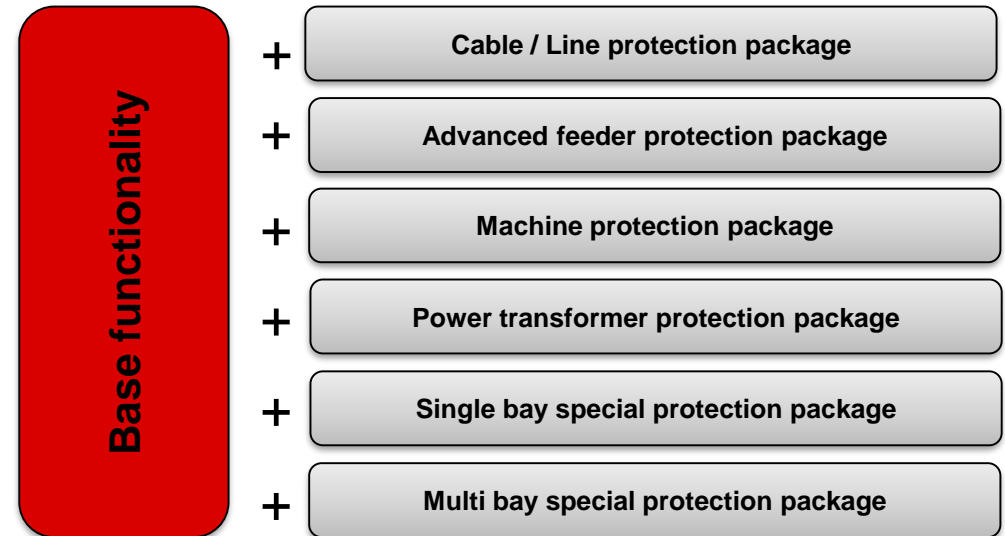 Base functionality
+ Cable / Line protection package
+ Advanced feeder protection package
+ Machine protection package
+ Power transformer protection package
+ Single bay special protection package
+ Multi bay special protection package